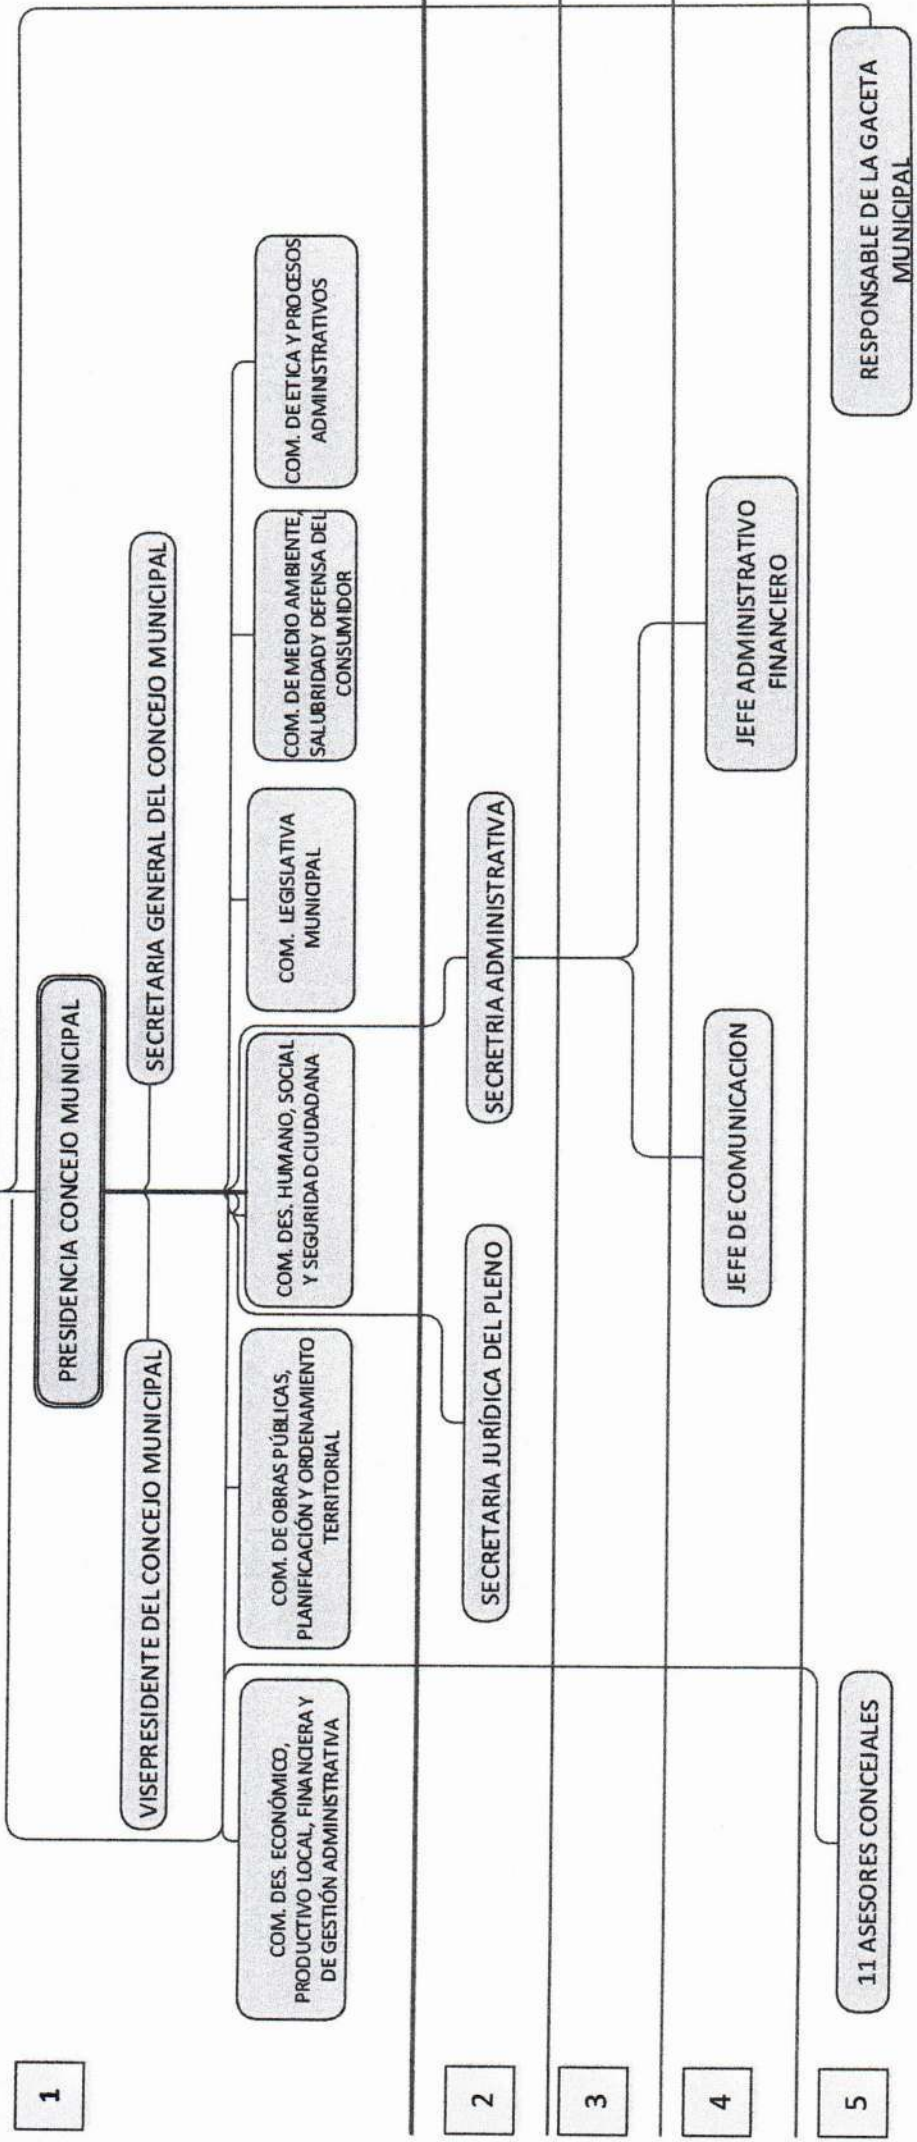 1
PRESIDENCIA CONCEJO MUNICIPAL
VISEPRESIDENTE DEL CONCEJO MUNICIPAL
SECRETARIA GENERAL DEL CONCEJO MUNICIPAL
COM. DES. ECONÓMICO,
PRODUCTIVO LOCAL, FINANCIERA Y
DE GESTIÓN ADMINISTRATIVA
COM. DE OBRAS PÚBLICAS,
PLANIFICACIÓN Y ORDENAMIENTO
TERRITORIAL
COM. DES. HUMANO, SOCIAL
Y SEGURIDAD CIUDADANA
COM. LEGISLATIVA
MUNICIPAL
COM. DE MEDIO AMBIENTE,
SALUBRIDAD Y DEFENSA DEL
CONSUMIDOR
COM. DE ETICA Y PROCESOS
ADMINISTRATIVOS
2
SECRETARIA JURÍDICA DEL PLENO
SECRETRIA ADMINISTRATIVA
3
4
JEFE DE COMUNICACION
JEFE ADMINISTRATIVO
FINANCIERO
5
11 ASESORES CONCEJALES
RESPONSABLE DE LA GACETA
MUNICIPAL